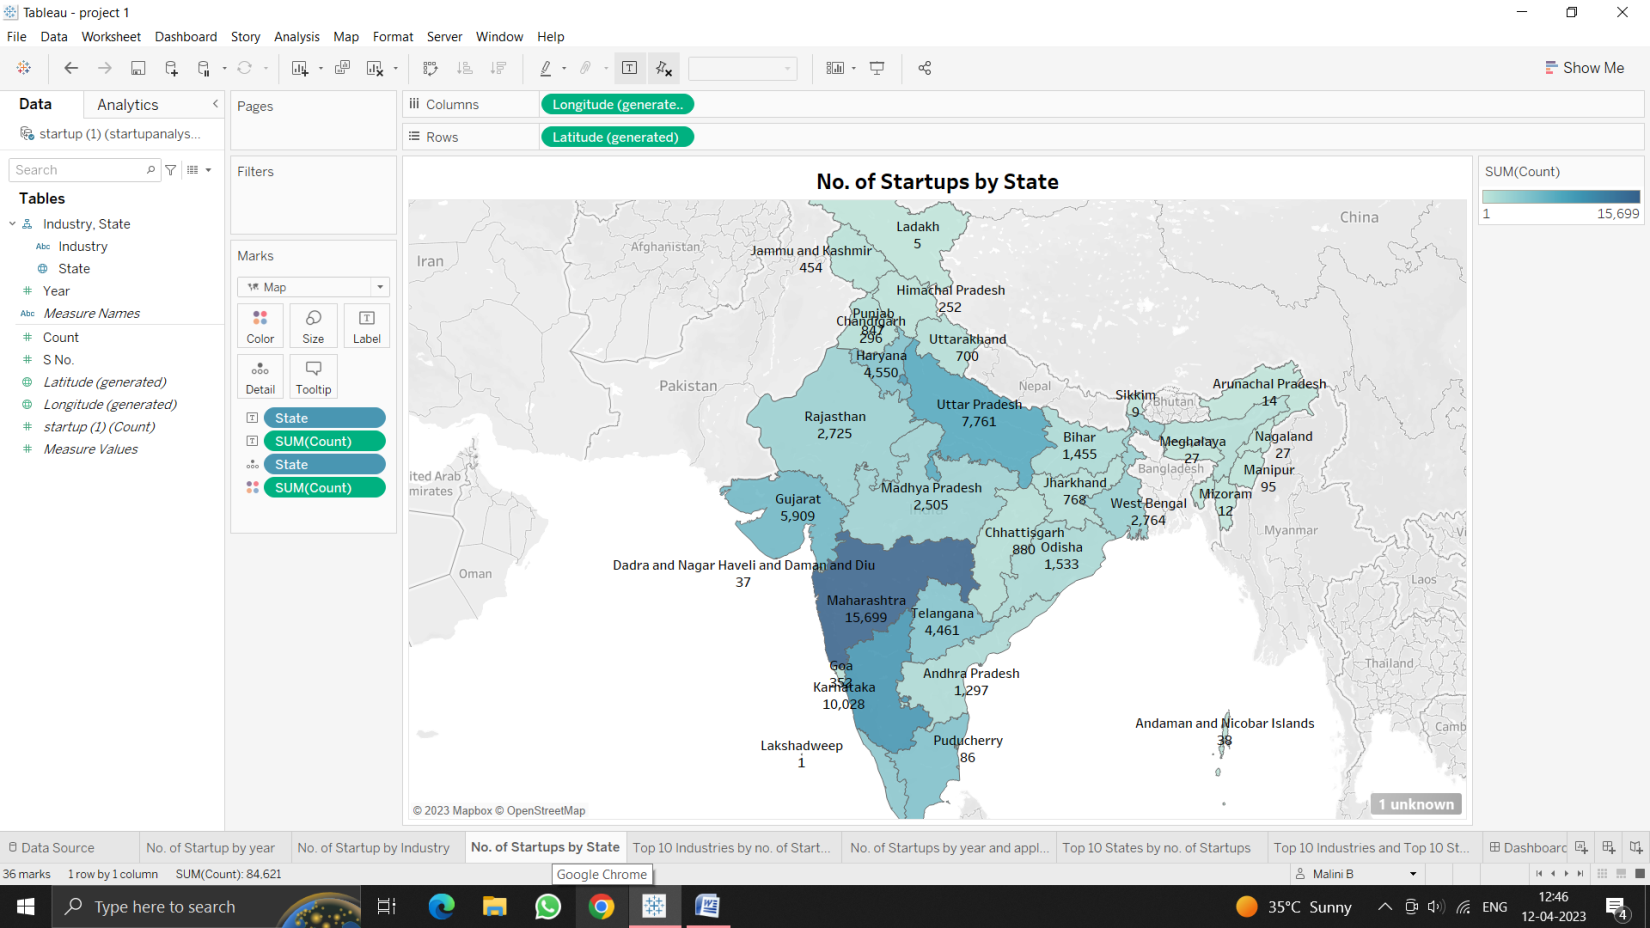 Tableau - project 1
File Data Worksheet Dashboard Story Analysis Map Format Server Window Help
Show Me
Data
Analytics
startup (1) (startupanalys...
Search
Tables
Industry, State
Abc Industry
State
# Year
Abc Measure Names
# Count
# S No.
Latitude (generated)
Longitude (generated)
# startup (1) (Count)
# Measure Values
Pages
Filters
Marks
Map
Color Size Label
Detail Tooltip
State
SUM(Count)
State
SUM(Count)
Columns Longitude (generate..
Rows Latitude (generated)
No. of Startups by State
SUM(Count)
1 15,699
China
Afghanistan
Iran
Pakistan
Nepal
Bhutan
Bangladesh
Myanmar
Laos
Thailand
Camb
Vi
Oman
ited Arab
mirates
Ladakh
5
Jammu and Kashmir
454
Himachal Pradesh
252
Punjab
847
Chandigarh
296
Uttarakhand
700
Haryana
4,550
Arunachal Pradesh
14
Sikkim
9
Uttar Pradesh
7,761
Rajasthan
2,725
Bihar
1,455
Meghalaya
27
Nagaland
27
Manipur
95
Jharkhand
768
Madhya Pradesh
2,505
Gujarat
5,909
West Bengal
2,764
Mizoram
12
Chhattisgarh
880
Odisha
1,533
Dadra and Nagar Haveli and Daman and Diu
37
Maharashtra
15,699
Telangana
4,461
Goa
352
Karnataka
10,028
Andhra Pradesh
1,297
Andaman and Nicobar Islands
38
Lakshadweep
1
Puducherry
86
© 2023 Mapbox © OpenStreetMap
1 unknown
Data Source No. of Startup by year No. of Startup by Industry No. of Startups by State Top 10 Industries by no. of Start... No. of Startups by year and appl... Top 10 States by no. of Startups Top 10 Industries and Top 10 St... Dashboard
Google Chrome
36 marks 1 row by 1 column SUM(Count): 84,621
Malini B
Type here to search
35°C Sunny
ENG
12:46
12-04-2023
4